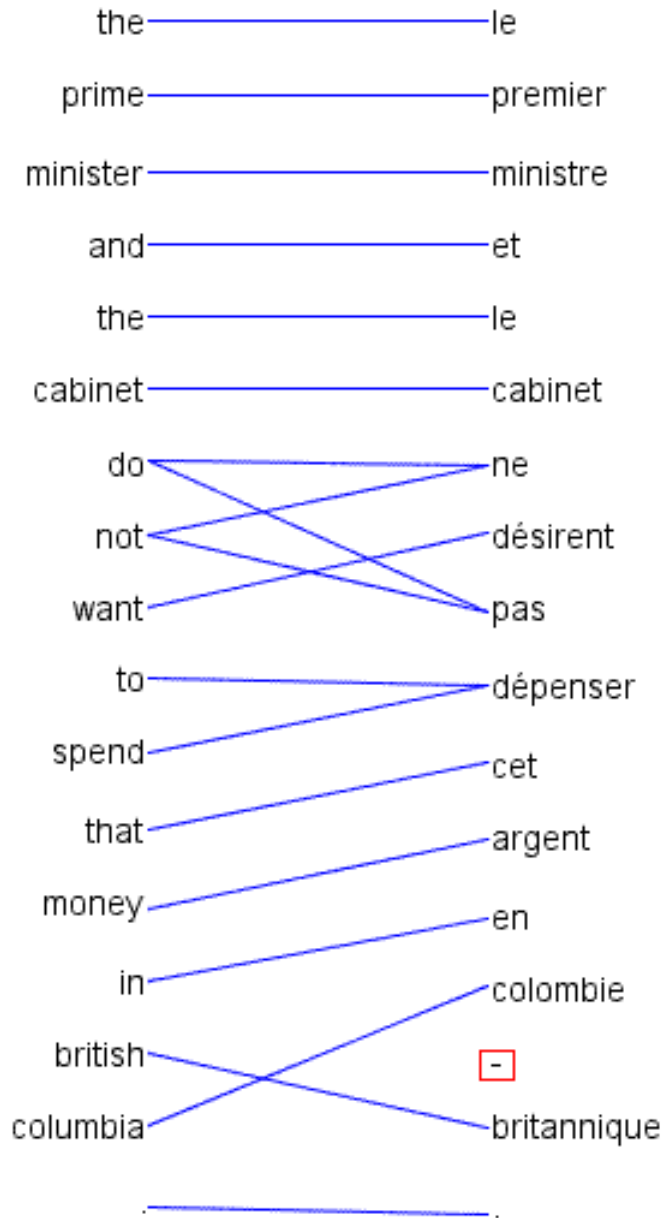 the le
prime premier
minister ministre
and et
the le
cabinet cabinet
do ne
not désirent
want pas
to dépenser
spend cet
that argent
money en
in colombie
british -
columbia britannique
. .